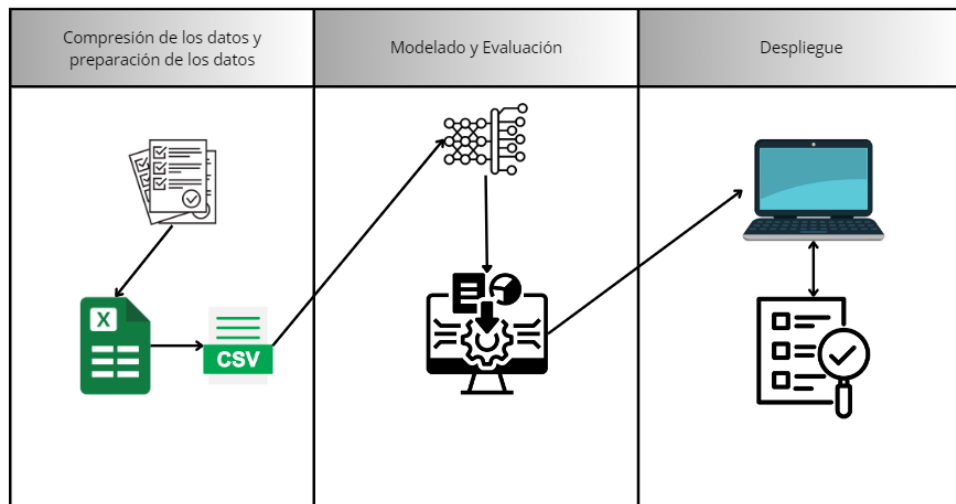 Compresión de los datos y
preparación de los datos
Modelado y Evaluación
Despliegue
X
CSV